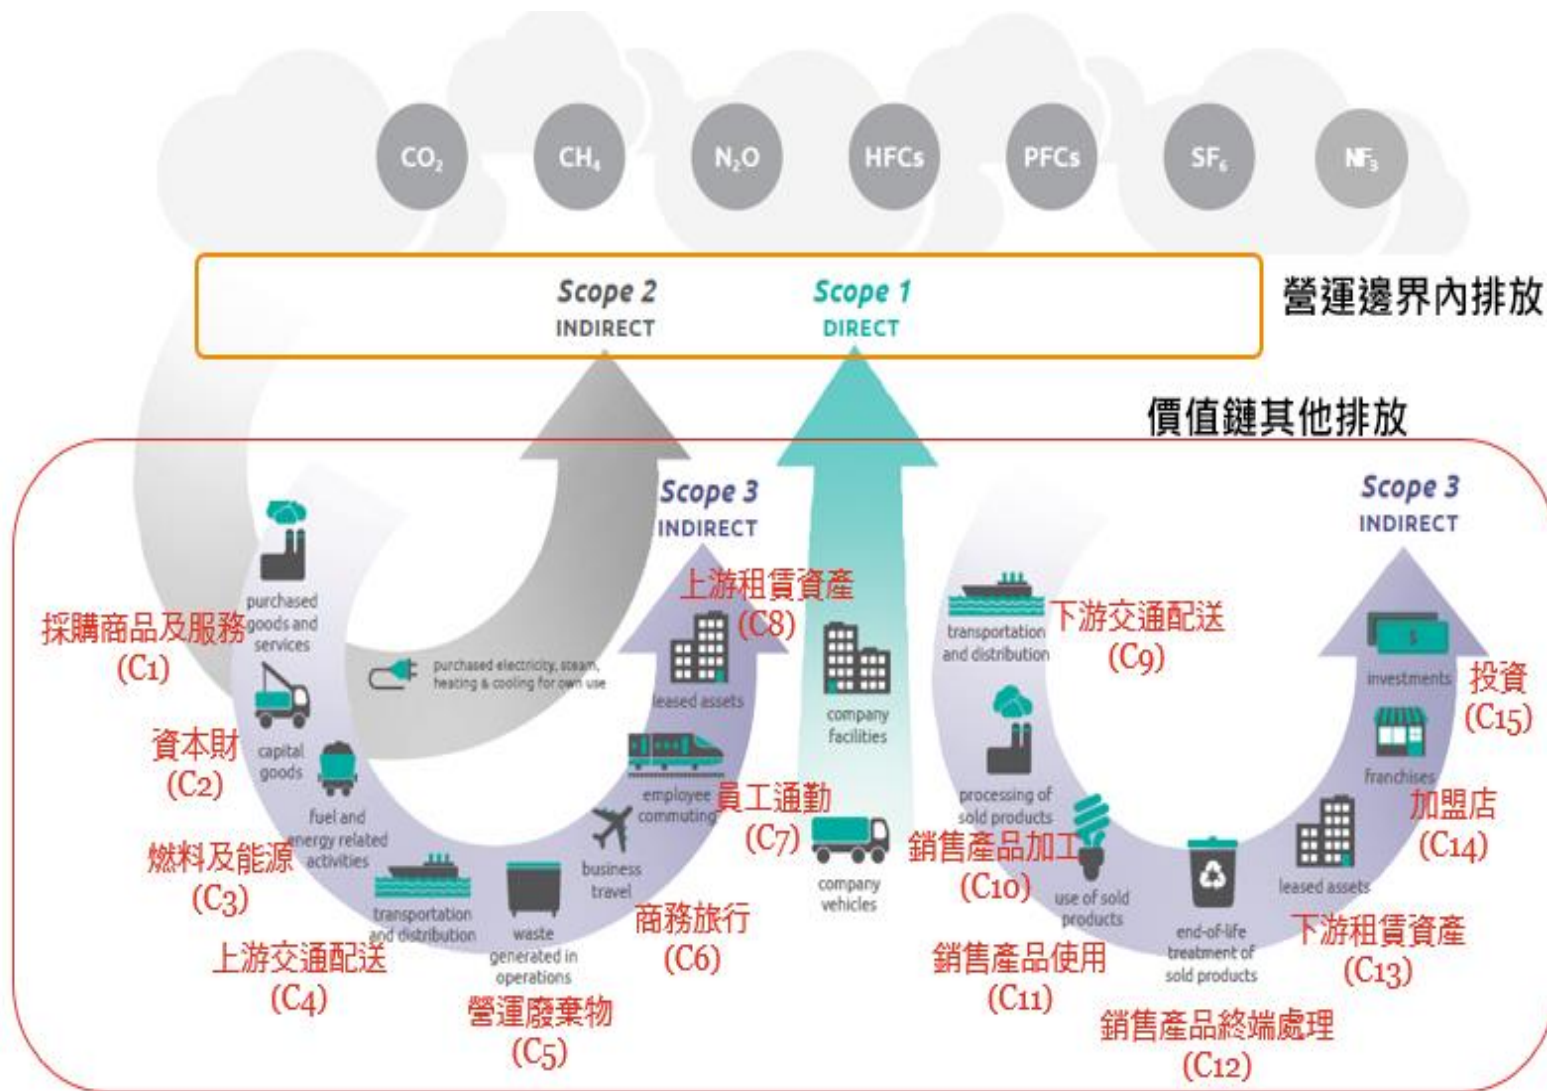 CO₂
CH₄
N₂O
HFCs
PFCs
SF₆
NF₃
Scope 2
INDIRECT
Scope 1
DIRECT
營運邊界內排放
價值鏈其他排放
Scope 3
INDIRECT
purchased
goods and
services
採購商品及服務
(C1)
capital
goods
資本財
(C2)
fuel and
energy related
activities
燃料及能源
(C3)
transportation
and distribution
上游交通配送
(C4)
waste
generated in
operations
營運廢棄物
(C5)
business
travel
商務旅行
(C6)
employee
commuting
員工通勤
(C7)
上游租賃資產
(C8)
leased assets
purchased electricity, steam,
heating & cooling for own use
company
facilities
company
vehicles
Scope 3
INDIRECT
transportation
and distribution
下游交通配送
(C9)
processing of
sold products
銷售產品加工
(C10)
use of sold
products
銷售產品使用
(C11)
end-of-life
treatment of
sold products
銷售產品終端處理
(C12)
leased assets
下游租賃資產
(C13)
franchises
加盟店
(C14)
$
investments
投資
(C15)